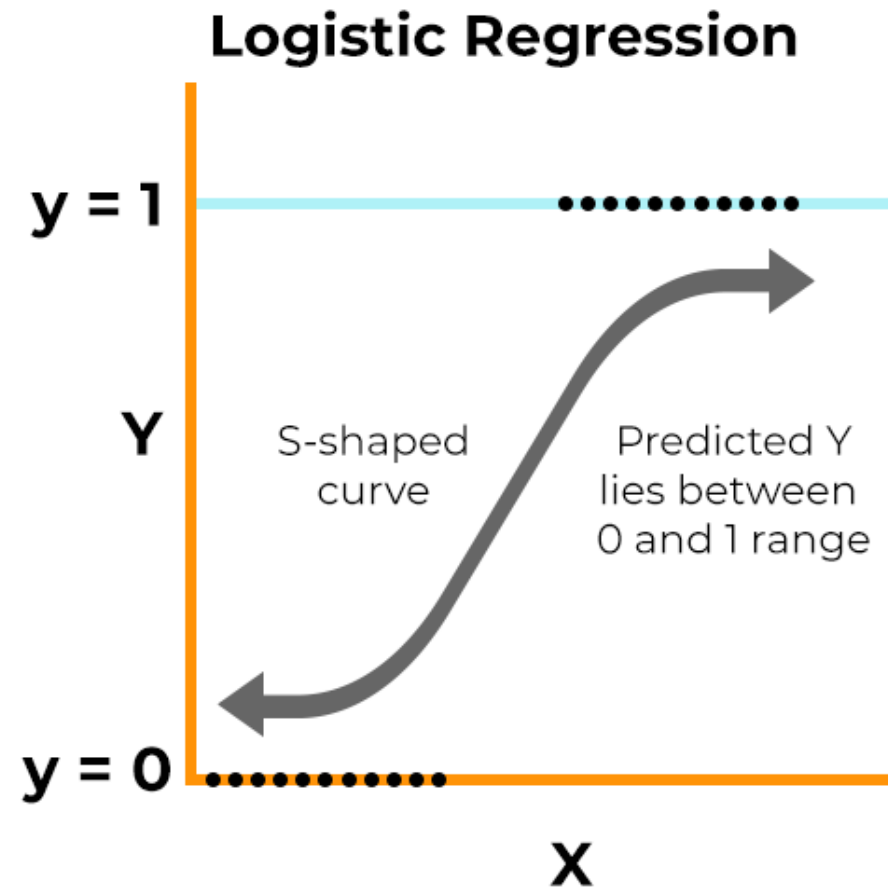 Logistic Regression
y = 1
Y
S-shaped
curve
Predicted Y
lies between
0 and 1 range
y = 0
X